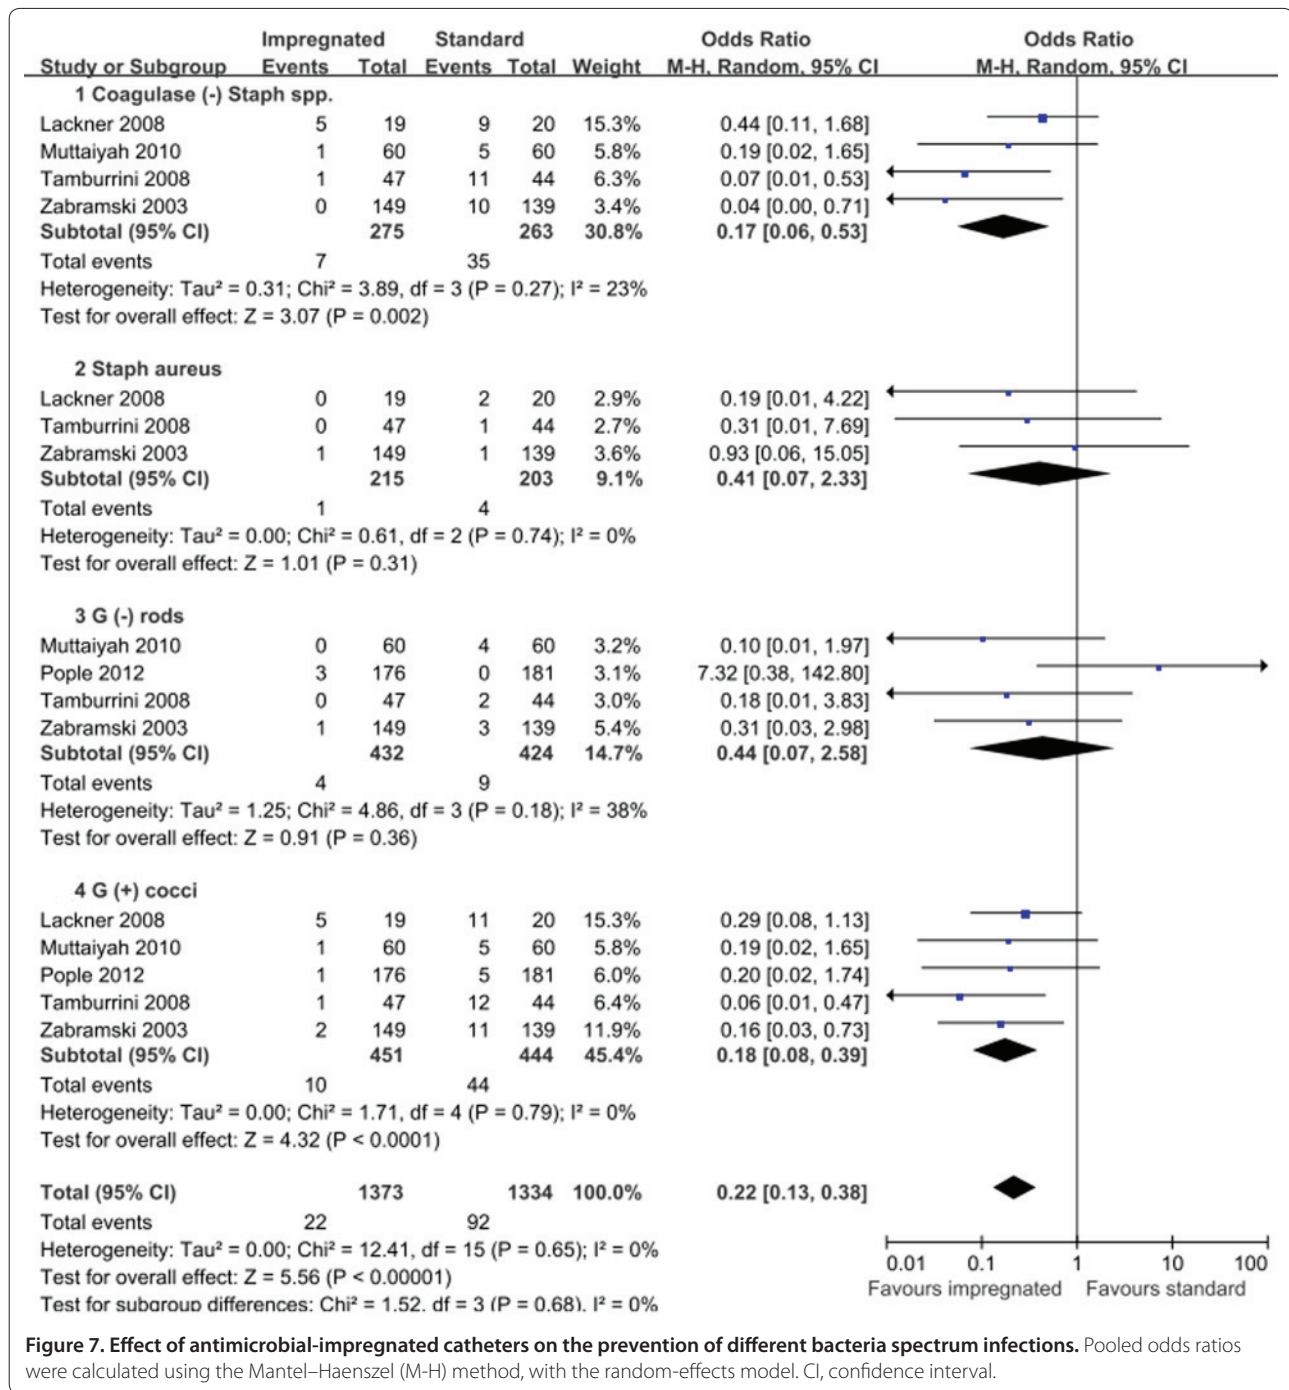 Impregnated Standard Odds Ratio Odds Ratio
Study or Subgroup Events Total Events Total Weight M-H, Random, 95% CI M-H, Random, 95% CI
1 Coagulase (-) Staph spp.
Lackner 2008 5 19 9 20 15.3% 0.44 [0.11, 1.68]
Muttaiyah 2010 1 60 5 60 5.8% 0.19 [0.02, 1.65]
Tamburrini 2008 1 47 11 44 6.3% 0.07 [0.01, 0.53]
Zabramski 2003 0 149 10 139 3.4% 0.04 [0.00, 0.71]
Subtotal (95% CI) 275 263 30.8% 0.17 [0.06, 0.53]
Total events 7 35
Heterogeneity: Tau² = 0.31; Chi² = 3.89, df = 3 (P = 0.27); I² = 23%
Test for overall effect: Z = 3.07 (P = 0.002)
2 Staph aureus
Lackner 2008 0 19 2 20 2.9% 0.19 [0.01, 4.22]
Tamburrini 2008 0 47 1 44 2.7% 0.31 [0.01, 7.69]
Zabramski 2003 1 149 1 139 3.6% 0.93 [0.06, 15.05]
Subtotal (95% CI) 215 203 9.1% 0.41 [0.07, 2.33]
Total events 1 4
Heterogeneity: Tau² = 0.00; Chi² = 0.61, df = 2 (P = 0.74); I² = 0%
Test for overall effect: Z = 1.01 (P = 0.31)
3 G (-) rods
Muttaiyah 2010 0 60 4 60 3.2% 0.10 [0.01, 1.97]
Pople 2012 3 176 0 181 3.1% 7.32 [0.38, 142.80]
Tamburrini 2008 0 47 2 44 3.0% 0.18 [0.01, 3.83]
Zabramski 2003 1 149 3 139 5.4% 0.31 [0.03, 2.98]
Subtotal (95% CI) 432 424 14.7% 0.44 [0.07, 2.58]
Total events 4 9
Heterogeneity: Tau² = 1.25; Chi² = 4.86, df = 3 (P = 0.18); I² = 38%
Test for overall effect: Z = 0.91 (P = 0.36)
4 G (+) cocci
Lackner 2008 5 19 11 20 15.3% 0.29 [0.08, 1.13]
Muttaiyah 2010 1 60 5 60 5.8% 0.19 [0.02, 1.65]
Pople 2012 1 176 5 181 6.0% 0.20 [0.02, 1.74]
Tamburrini 2008 1 47 12 44 6.4% 0.06 [0.01, 0.47]
Zabramski 2003 2 149 11 139 11.9% 0.16 [0.03, 0.73]
Subtotal (95% CI) 451 444 45.4% 0.18 [0.08, 0.39]
Total events 10 44
Heterogeneity: Tau² = 0.00; Chi² = 1.71, df = 4 (P = 0.79); I² = 0%
Test for overall effect: Z = 4.32 (P < 0.0001)
Total (95% CI) 1373 1334 100.0% 0.22 [0.13, 0.38]
Total events 22 92
Heterogeneity: Tau² = 0.00; Chi² = 12.41, df = 15 (P = 0.65); I² = 0%
Test for overall effect: Z = 5.56 (P < 0.00001)
Test for subgroup differences: Chi² = 1.52. df = 3 (P = 0.68). I² = 0%
0.01 0.1 1 10 100
Favours impregnated Favours standard
Figure 7. Effect of antimicrobial-impregnated catheters on the prevention of different bacteria spectrum infections. Pooled odds ratios
were calculated using the Mantel–Haenszel (M-H) method, with the random-effects model. CI, confidence interval.